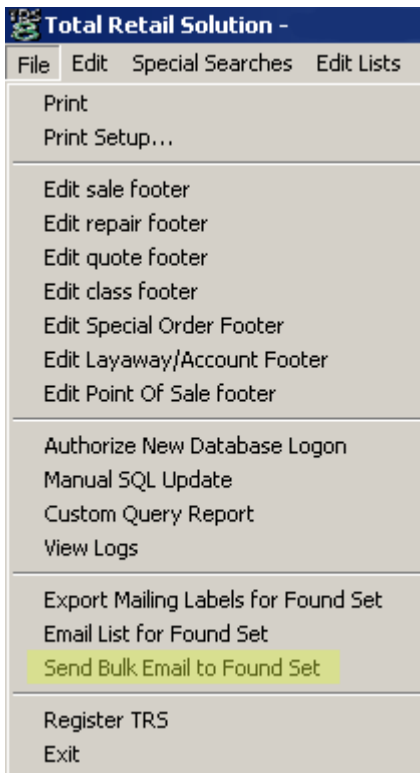 Total Retail Solution -
File Edit Special Searches Edit Lists
Print
Print Setup...
Edit sale footer
Edit repair footer
Edit quote footer
Edit class footer
Edit Special Order Footer
Edit Layaway/Account Footer
Edit Point Of Sale footer
Authorize New Database Logon
Manual SQL Update
Custom Query Report
View Logs
Export Mailing Labels for Found Set
Email List for Found Set
Send Bulk Email to Found Set
Register TRS
Exit